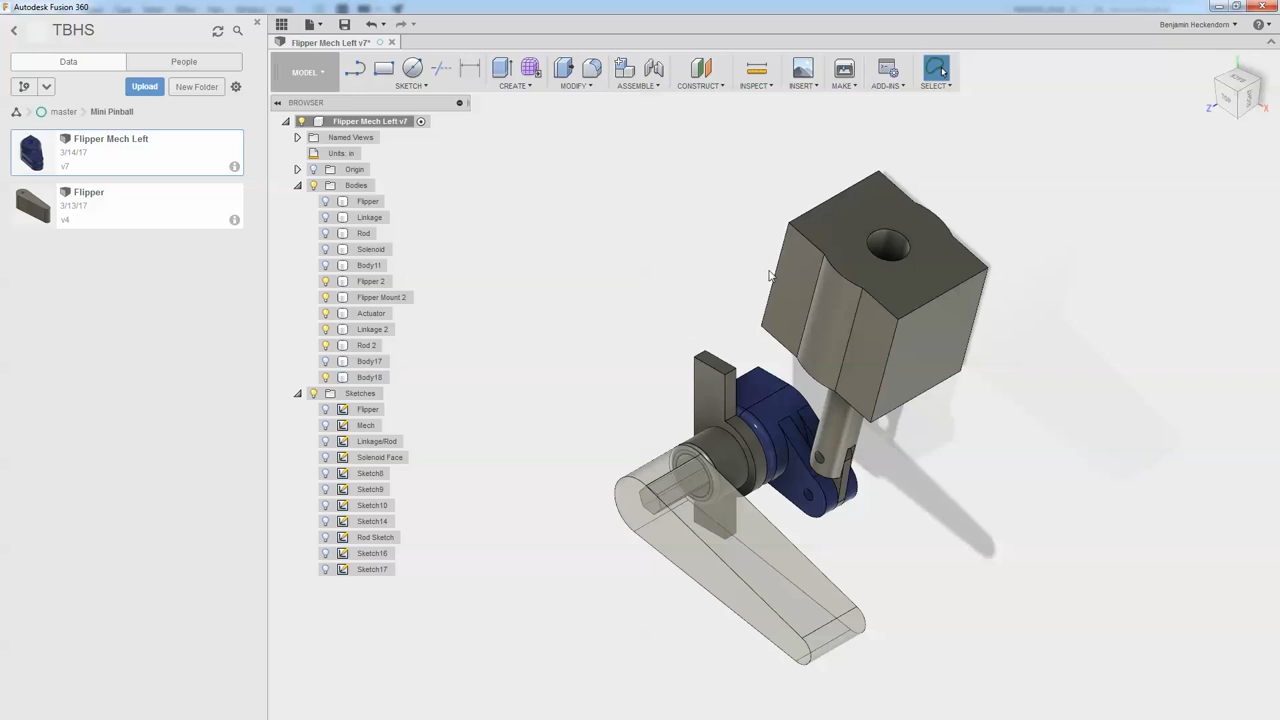 Autodesk Fusion 360
TBHS
Benjamin Heckendorn
Flipper Mech Left v7*
Data
People
MODEL
SKETCH
CREATE
MODIFY
ASSEMBLE
CONSTRUCT
INSPECT
INSERT
MAKE
ADD-INS
SELECT
Upload
New Folder
BROWSER
master
Mini Pinball
Flipper Mech Left v7
Flipper Mech Left
3/14/17
v7
Flipper
3/13/17
v4
Named Views
Units: in
Origin
Bodies
Flipper
Linkage
Rod
Solenoid
Body11
Flipper 2
Flipper Mount 2
Actuator
Linkage 2
Rod 2
Body17
Body18
Sketches
Flipper
Mech
Linkage/Rod
Solenoid Face
Sketch8
Sketch9
Sketch10
Sketch14
Rod Sketch
Sketch16
Sketch17
TOP
X
Z